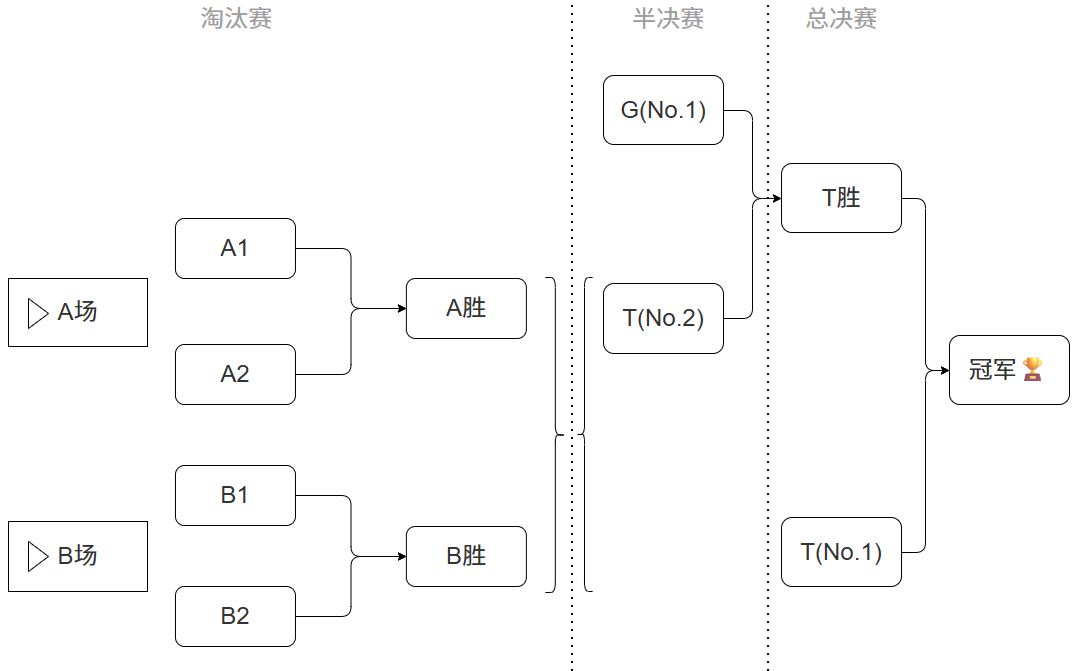 淘汰赛
半决赛
总决赛
G(No.1)
T胜
A1
A场
A胜
T(No.2)
A2
冠军🏆
B1
B场
B胜
T(No.1)
B2